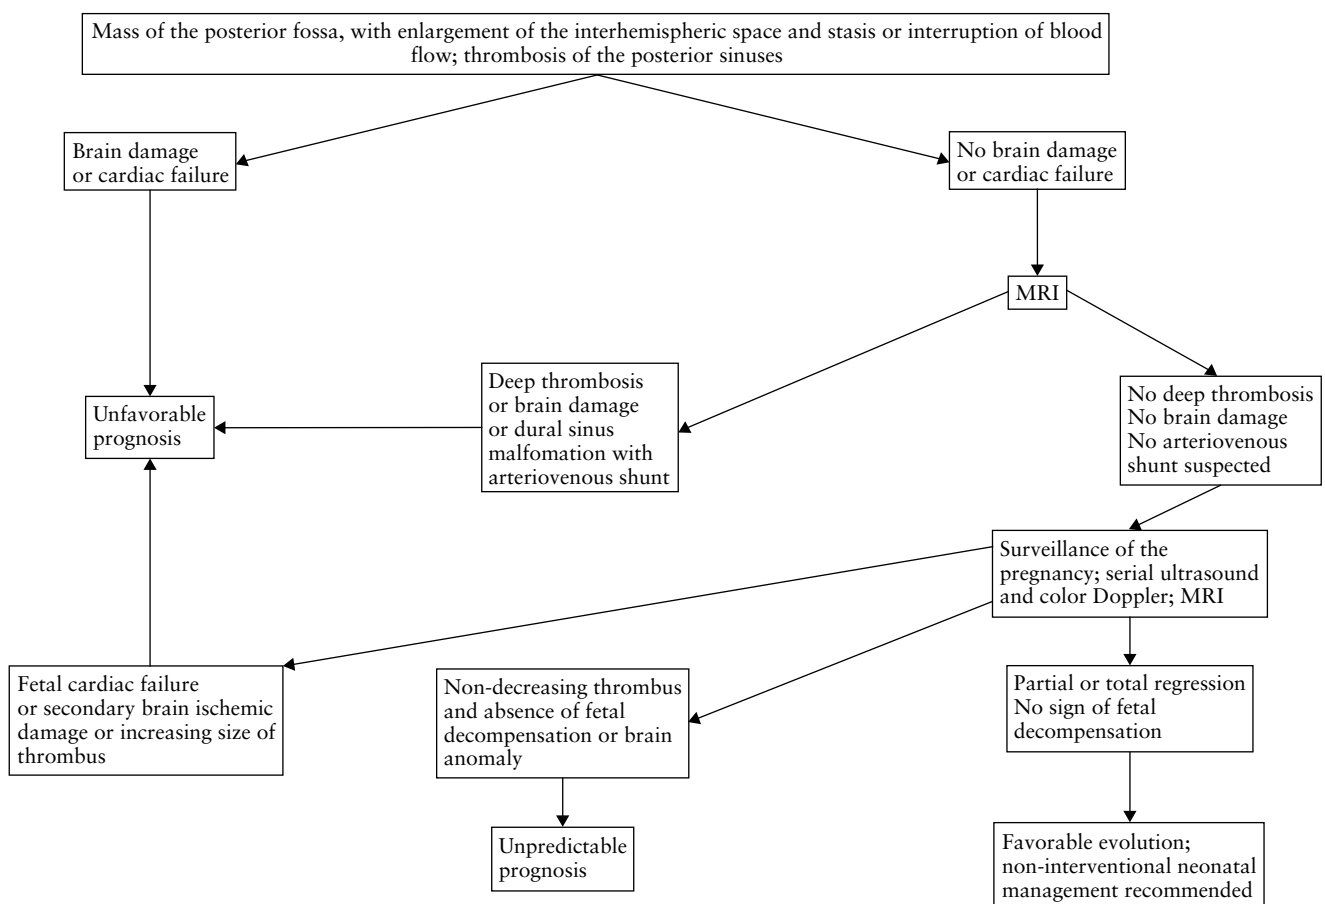 Mass of the posterior fossa, with enlargement of the interhemispheric space and stasis or interruption of blood
flow; thrombosis of the posterior sinuses
Brain damage
or cardiac failure
No brain damage
or cardiac failure
MRI
Deep thrombosis
or brain damage
or dural sinus
malfomation with
arteriovenous shunt
No deep thrombosis
No brain damage
No arteriovenous
shunt suspected
Unfavorable
prognosis
Surveillance of the
pregnancy; serial ultrasound
and color Doppler; MRI
Fetal cardiac failure
or secondary brain ischemic
damage or increasing size of
thrombus
Non-decreasing thrombus
and absence of fetal
decompensation or brain
anomaly
Partial or total regression
No sign of fetal
decompensation
Unpredictable
prognosis
Favorable evolution;
non-interventional neonatal
management recommended